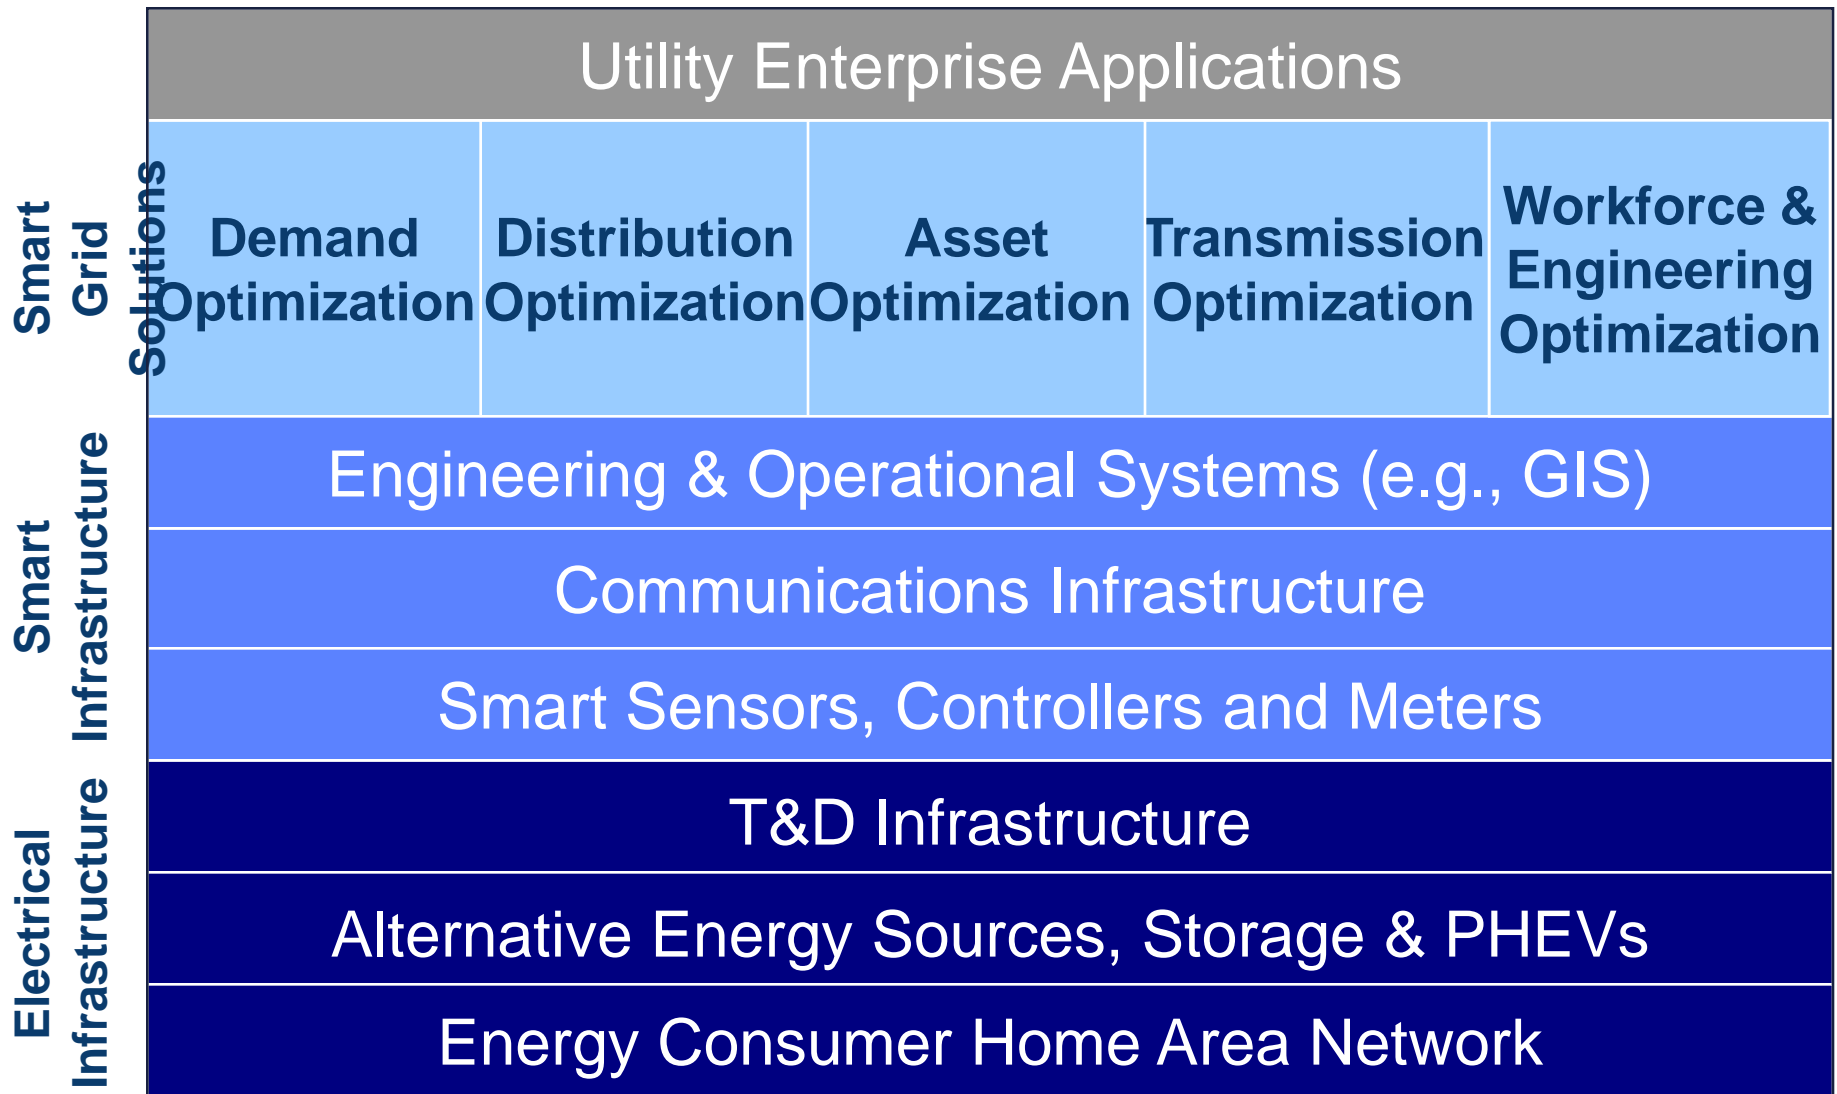 Utility Enterprise Applications
Smart
Grid
Solutions
Demand
Optimization
Distribution
Optimization
Asset
Optimization
Transmission
Optimization
Workforce &
Engineering
Optimization
Smart
Infrastructure
Engineering & Operational Systems (e.g., GIS)
Communications Infrastructure
Smart Sensors, Controllers and Meters
Electrical
Infrastructure
T&D Infrastructure
Alternative Energy Sources, Storage & PHEVs
Energy Consumer Home Area Network